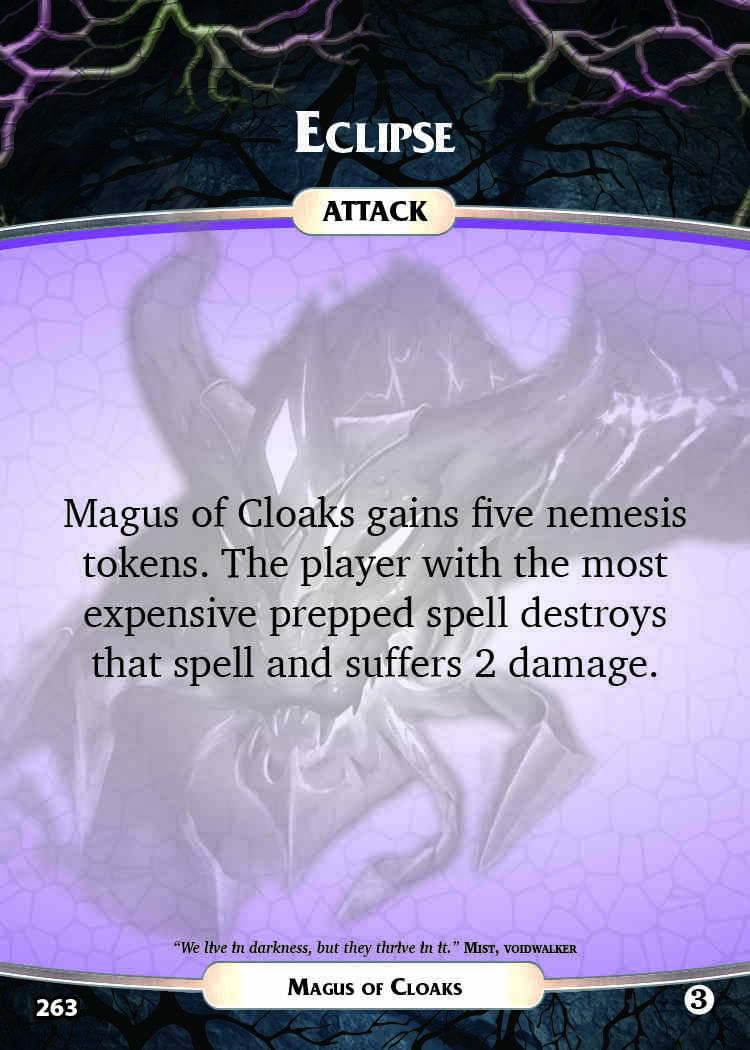 Eclipse
ATTACK
Magus of Cloaks gains five nemesis
tokens. The player with the most
expensive prepped spell destroys
that spell and suffers 2 damage.
“We live in darkness, but they thrive in it.” Mist, voidwalker
Magus of Cloaks
263
3